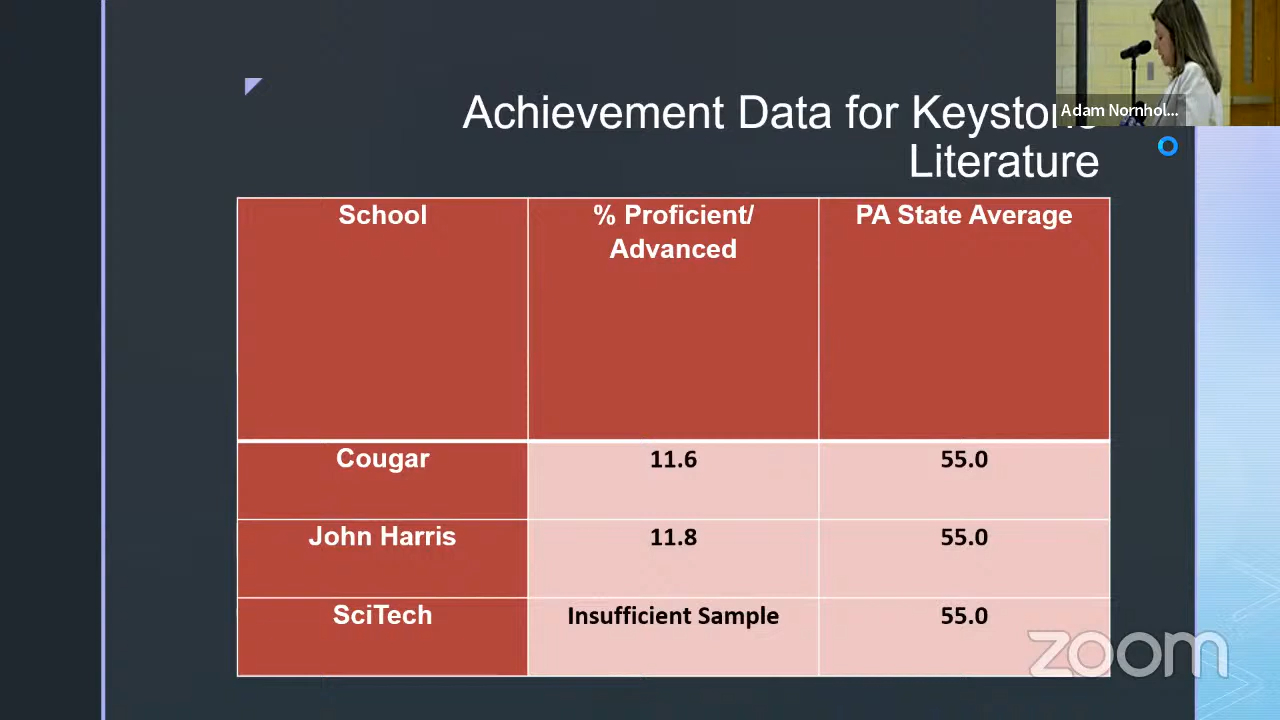 Achievement Data for Keystone
Literature
Adam Nornhol...
School
% Proficient/
Advanced
PA State Average
Cougar
11.6
55.0
John Harris
11.8
55.0
SciTech
Insufficient Sample
55.0
zoom